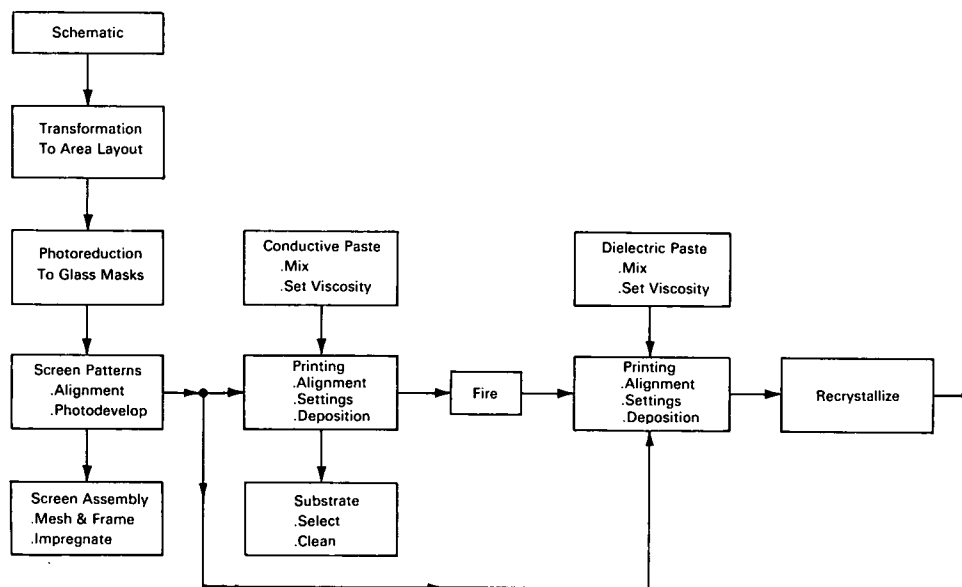 Schematic
Transformation
To Area Layout
Photoreduction
To Glass Masks
Conductive Paste
.Mix
.Set Viscosity
Dielectric Paste
.Mix
.Set Viscosity
Screen Patterns
.Alignment
.Photodevelop
Printing
.Alignment
.Settings
.Deposition
Fire
Printing
.Alignment
.Settings
.Deposition
Recrystallize
Screen Assembly
.Mesh & Frame
.Impregnate
Substrate
.Select
.Clean